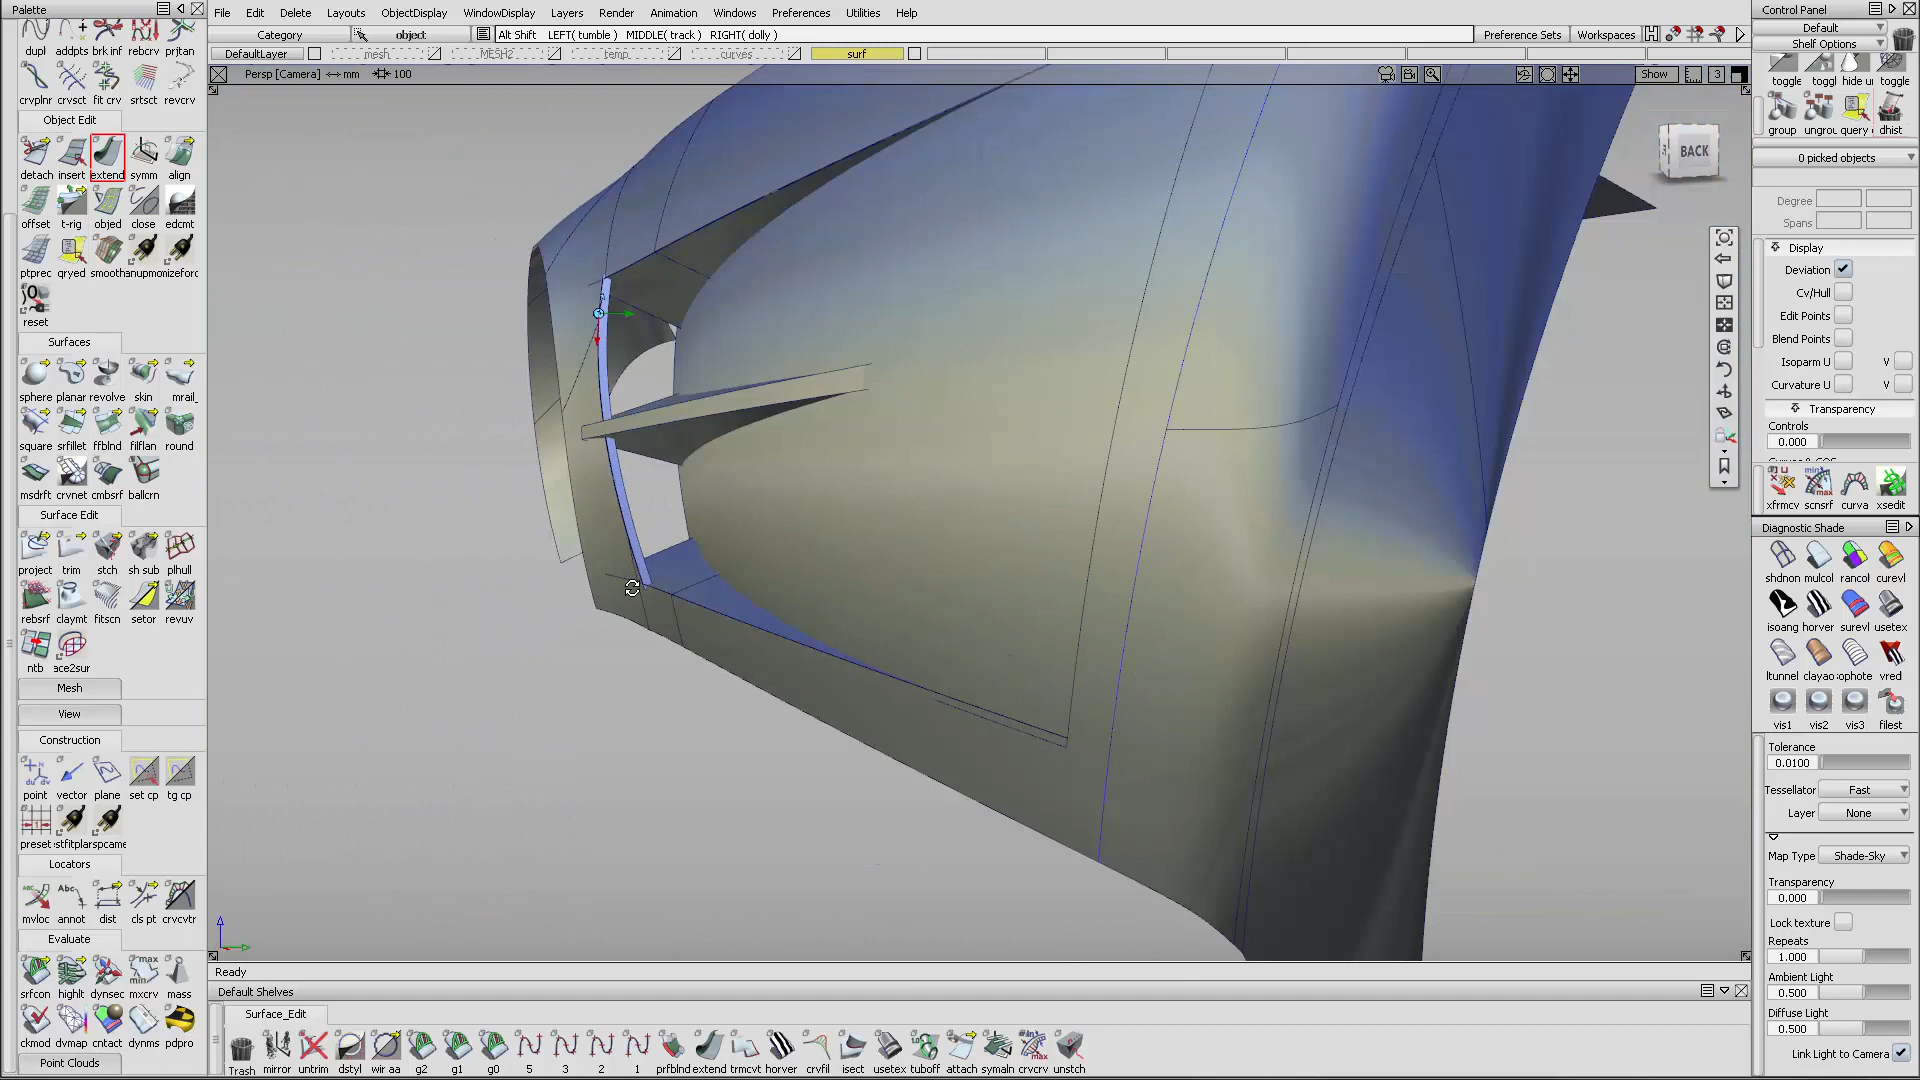 Palette
File Edit Delete Layouts ObjectDisplay WindowDisplay Layers Render Animation Windows Preferences Utilities Help
Control Panel
Category object Alt Shift LEFT( tumble ) MIDDLE( track ) RIGHT( dolly ) Preference Sets Workspaces
Default
Shelf Options
DefaultLayer mesh MESH2 temp curves surf
Persp [Camera] mm 100 Show 3
dupl addpts brk inf rebcrv prjtan
crvplnr crvsct fit crv srtsct revcrv
Object Edit
detach insert extend symm align
offset t-rig objed close edcmt
ptprec qryed smooth
reset
Surfaces
sphere planar revolve skin mrail_
square srfillet ffblnd filflan round
msdrft crvnet cmbsrf ballcrn
Surface Edit
project trim stch sh sub plhull
rebsrf claymt fitscn setor revuv
ntb
Mesh
View
Construction
point vector plane set cp tg cp
preset
Locators
mvloc annot dist cls pt crvcvtr
Evaluate
srfcon highlt dynsec mxcrv mass
ckmod dvmap cntact dynms pdpro
Point Clouds
BACK
toggle toggl hide u toggle
group ungrou query dhist
0 picked objects
Degree
Spans
Display
Deviation
Cv/Hull
Edit Points
Blend Points
Isoparm U V
Curvature U V
Transparency
Controls
0.000
xfrmcv scnsrf curva xsedit
Diagnostic Shade
shdnon mulcol rancol curevl
isoang horver surevl usetex
ltunnel clayao vred
vis1 vis2 vis3 filest
Tolerance
0.0100
Tessellator Fast
Layer None
Map Type Shade-Sky
Transparency
0.000
Lock texture
Repeats
1.000
Ambient Light
0.500
Diffuse Light
0.500
Link Light to Camera
Ready
Default Shelves
Surface_Edit
Trash mirror untrim dstyl wir aa g2 g1 g0 5 3 2 1 prfblnd extend trmcvt horver crvfil isect usetex tuboff attach symaln crvcrv unstch